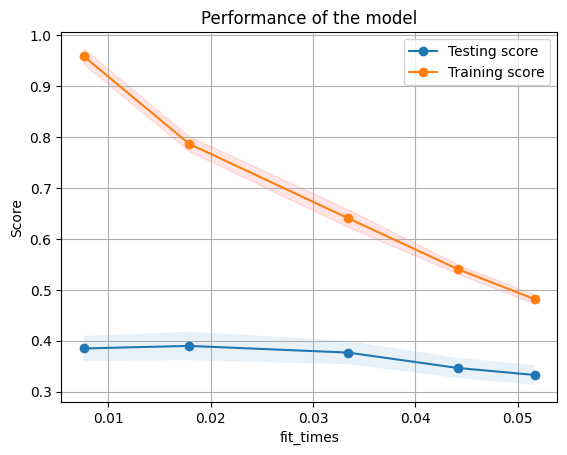 Performance of the model
Testing score
Training score
1.0
0.9
0.8
0.7
0.6
0.5
0.4
0.3
Score
0.01
0.02
0.03
0.04
0.05
fit_times